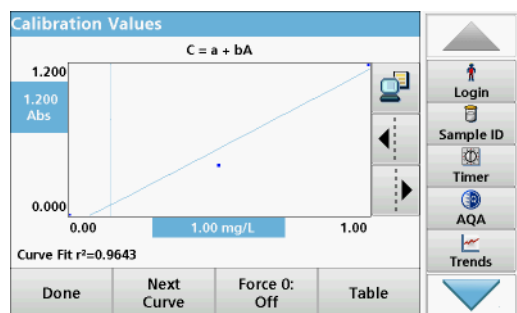 Calibration Values
C = a + bA
1.200
1.200
Abs
0.000
0.00
1.00 mg/L
1.00
Curve Fit r²=0.9643
Done
Next
Curve
Force 0:
Off
Table
Login
Sample ID
Timer
AQA
Trends